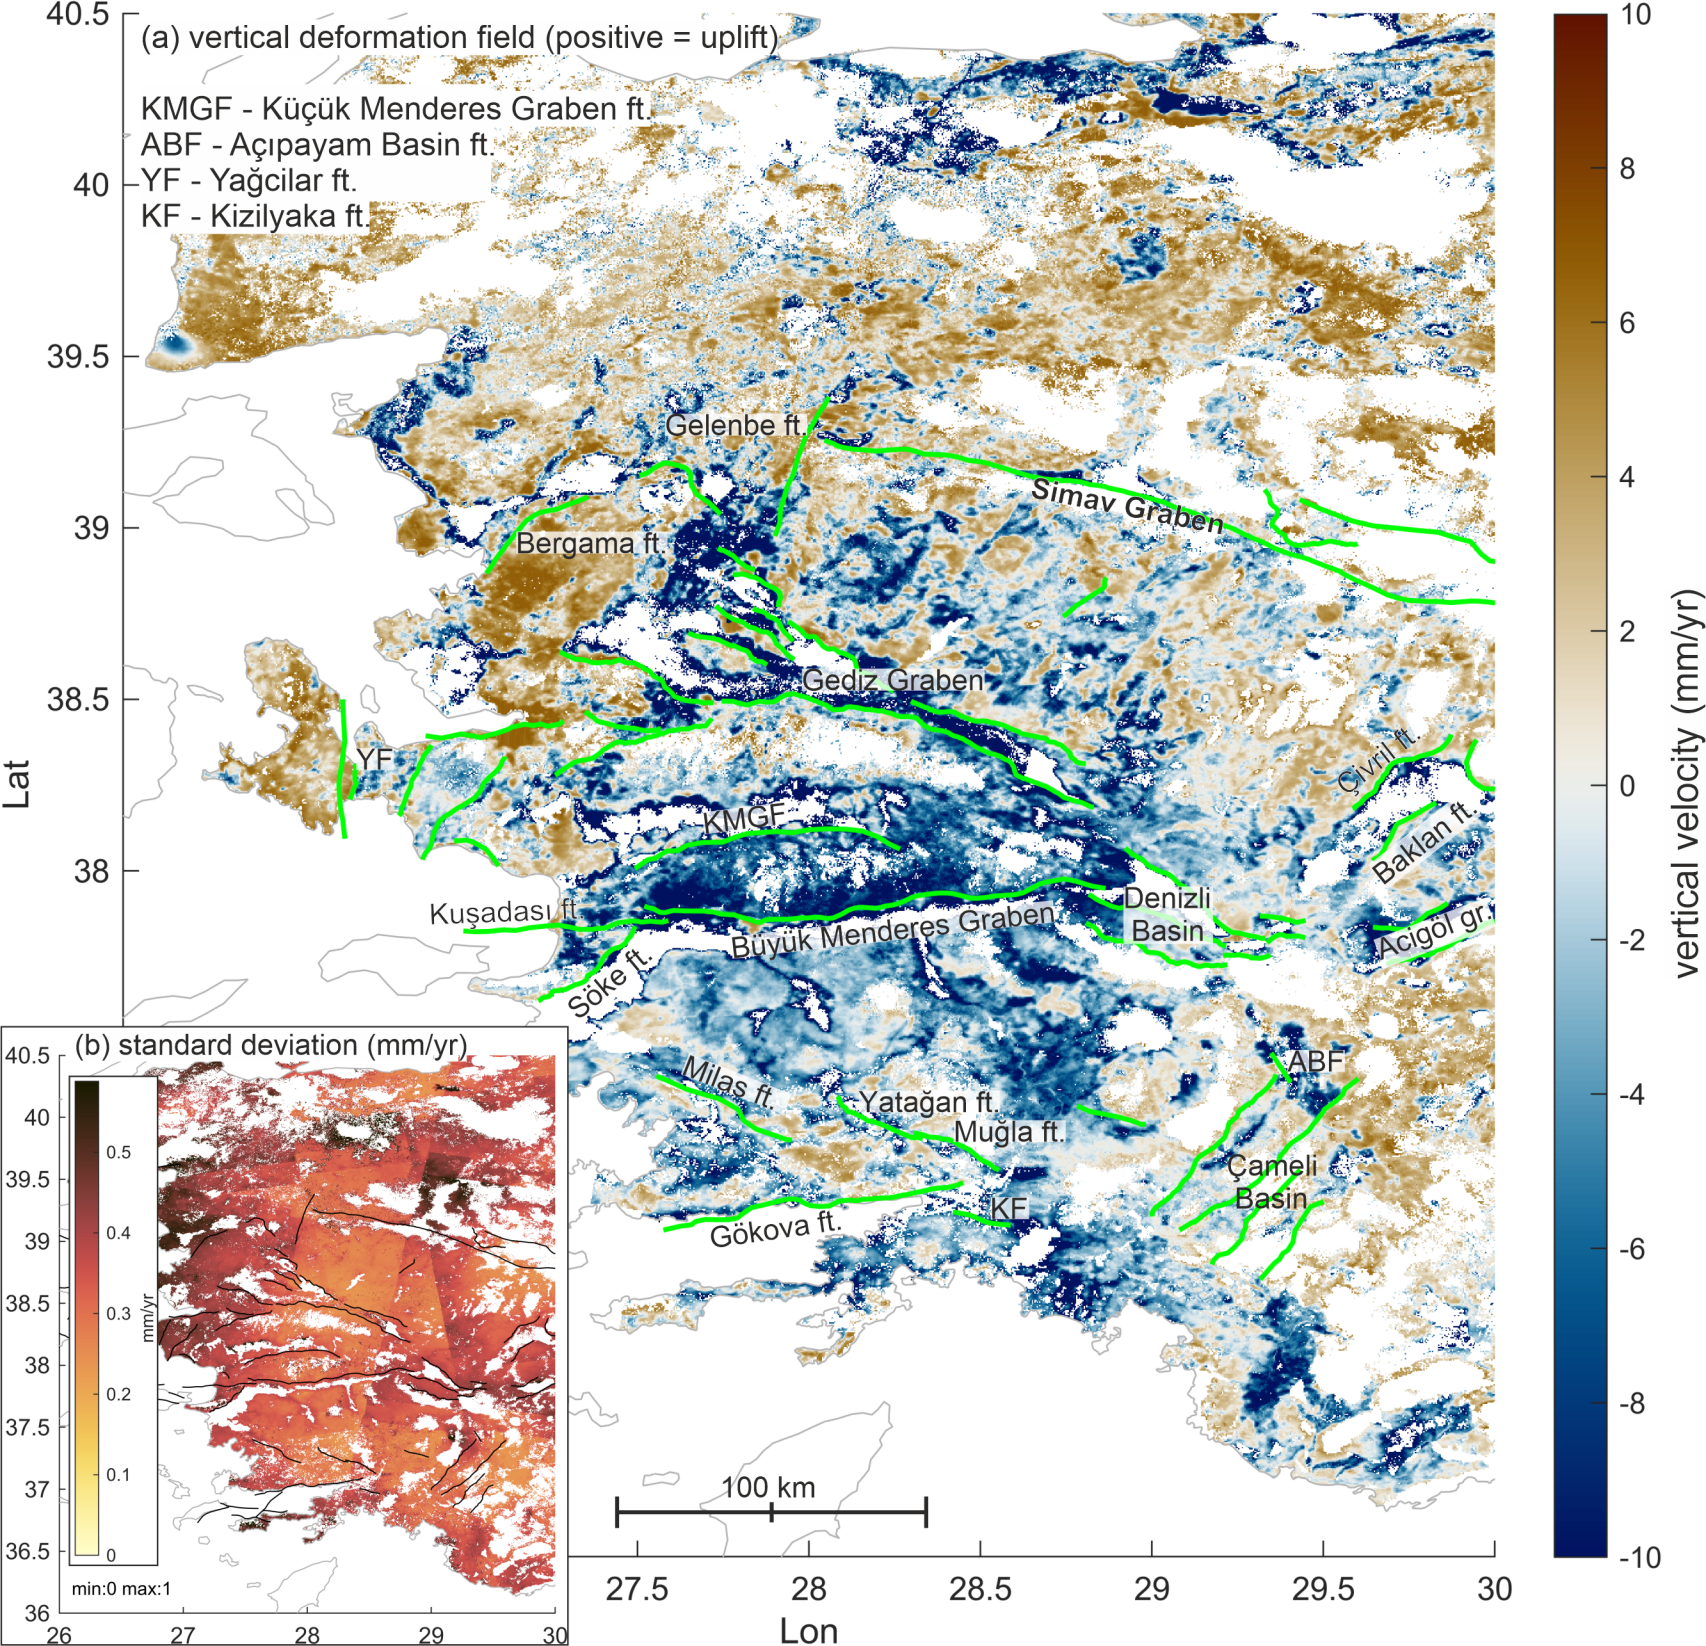 (a) vertical deformation field (positive = uplift)
KMGF - Küçük Menderes Graben ft.
ABF - Açıpayam Basin ft.
YF - Yağcilar ft.
KF - Kizilyaka ft.
40.5
40
39.5
39
38.5
38
Lat
Gelenbe ft.
Simav Graben
Bergama ft.
Gediz Graben
YF
Çivril ft
KMGF
Baklan ft.
Kuşadası ft
Denizli
Basin
Büyük Menderes Graben
Acigöl gr.
Söke ft.
ABF
Milas ft.
Yatağan ft.
Muğla ft.
Çameli
Basin
KF
Gökova ft.
100 km
27.5
28
28.5
29
29.5
30
Lon
10
8
6
4
2
0
-2
-4
-6
-8
-10
vertical velocity (mm/yr)
(b) standard deviation (mm/yr)
40.5
40
39.5
39
38.5
38
37.5
37
36.5
36
26
27
28
29
30
0.5
0.4
0.3
0.2
0.1
0
mm/yr
min:0 max:1